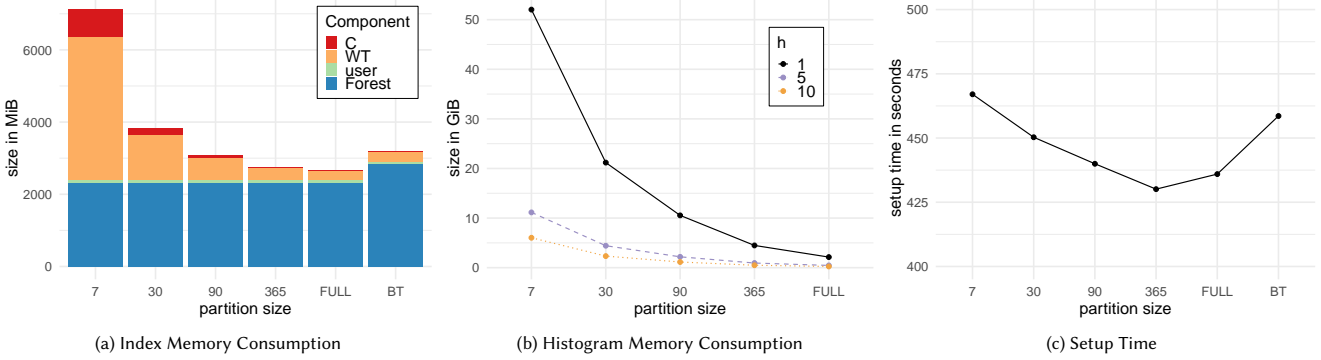 size in MiB
6000
4000
2000
0
Component
C
WT
user
Forest
7 30 90 365 FULL BT
partition size
(a) Index Memory Consumption
size in GiB
50
40
30
20
10
0
h
1
5
10
7 30 90 365 FULL
partition size
(b) Histogram Memory Consumption
setup time in seconds
500
475
450
425
400
7 30 90 365 FULL BT
partition size
(c) Setup Time